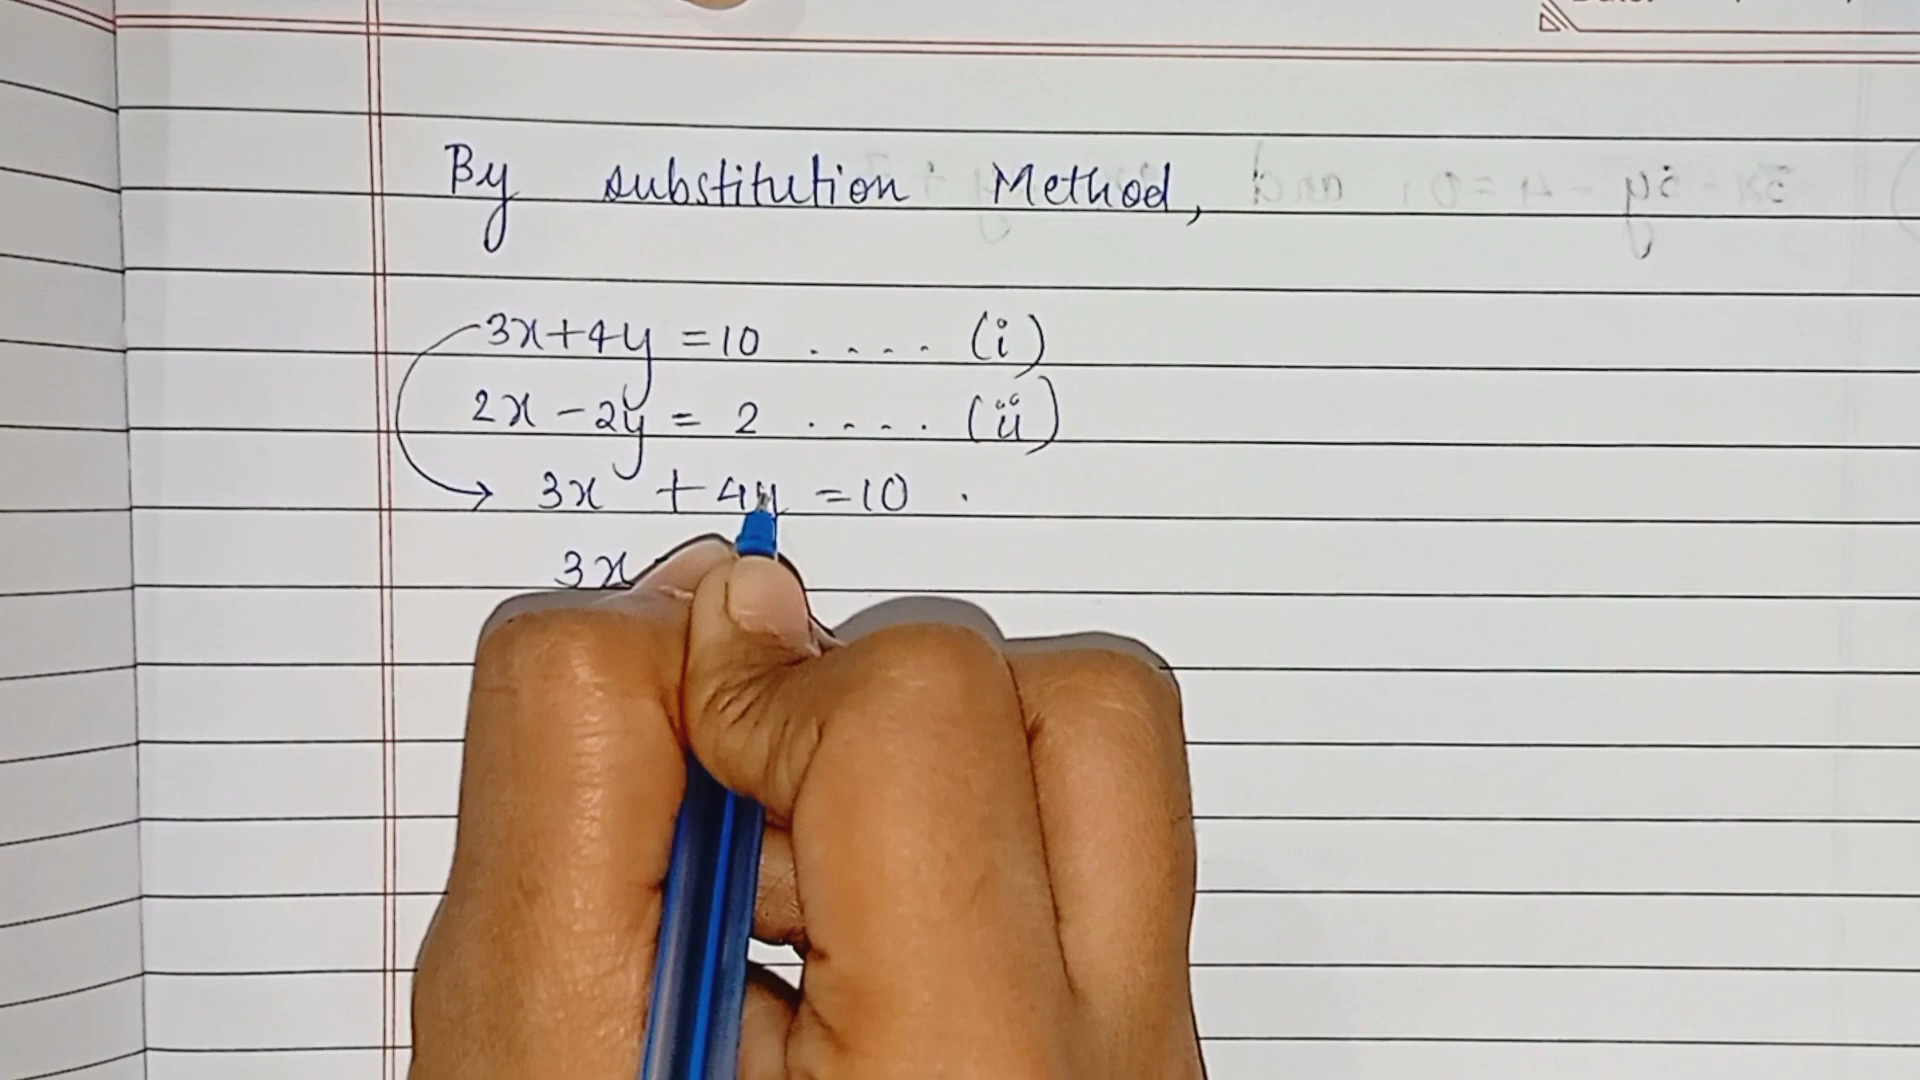 By substitution Method,
3x+4y = 10 .... (i)
2x - 2y = 2 .... (ii)
3x + 4y = 10 .
3x